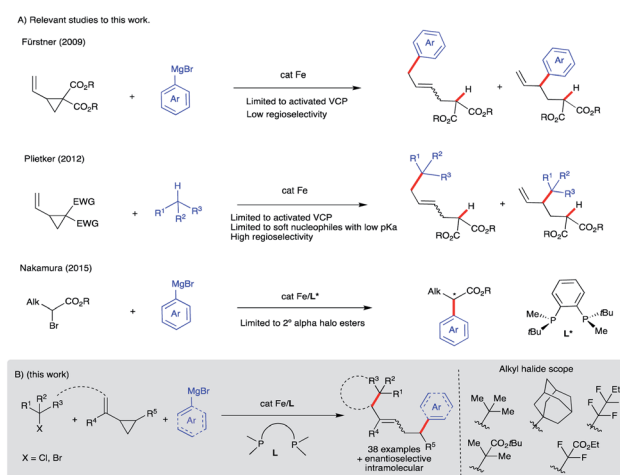 A) Relevant studies to this work.
Fürstner (2009)
CO₂R
CO₂R
+
MgBr
Ar
cat Fe
Limited to activated VCP
Low regioselectivity
Ar
H
RO₂C CO₂R
+
Ar
H
RO₂C CO₂R
Plietker (2012)
EWG
EWG
+
H
R¹ R² R³
cat Fe
Limited to activated VCP
Limited to soft nucleophiles with low pKa
High regioselectivity
R¹ R²
R³
H
RO₂C CO₂R
+
R¹ R²
R³
H
RO₂C CO₂R
Nakamura (2015)
Alk CO₂R
Br
+
MgBr
Ar
cat Fe/L*
Limited to 2º alpha halo esters
Alk * CO₂R
Ar
Me P P tBu
tBu L* Me
B) (this work)
R¹ R² R³
X
X = Cl, Br
+
R⁴ R⁵
+
MgBr
Ar
cat Fe/L
P P
L
R³ R²
R¹
R⁴
Ar
R⁵
38 examples
+ enantioselective
intramolecular
Alkyl halide scope
Me
Me
Me
F F
F
F F
Me CO₂tBu
Me
F CO₂Et
F